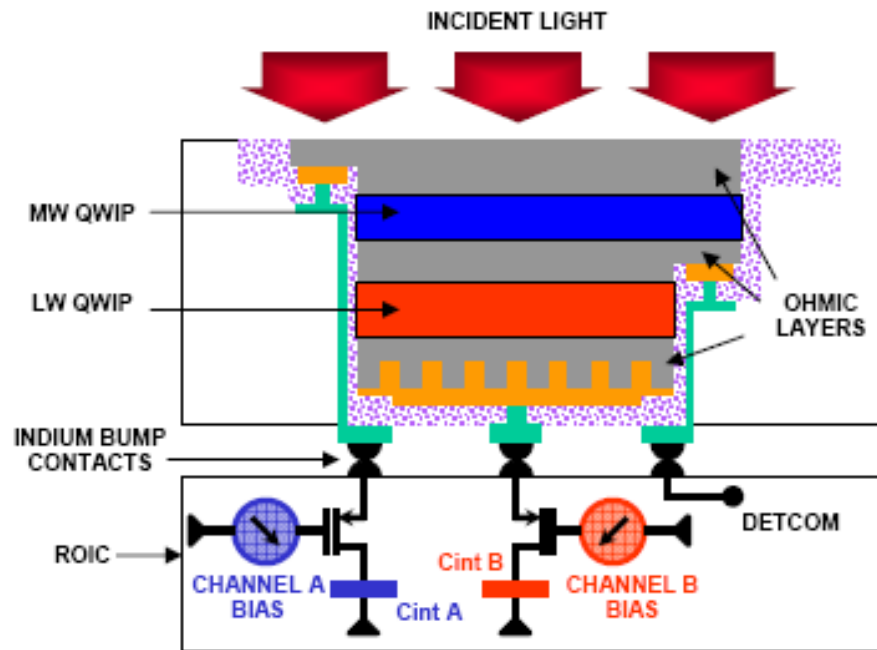 INCIDENT LIGHT
MW QWIP
LW QWIP
OHMIC
LAYERS
INDIUM BUMP
CONTACTS
DETCOM
ROIC
CHANNEL A
BIAS
Cint A
Cint B
CHANNEL B
BIAS